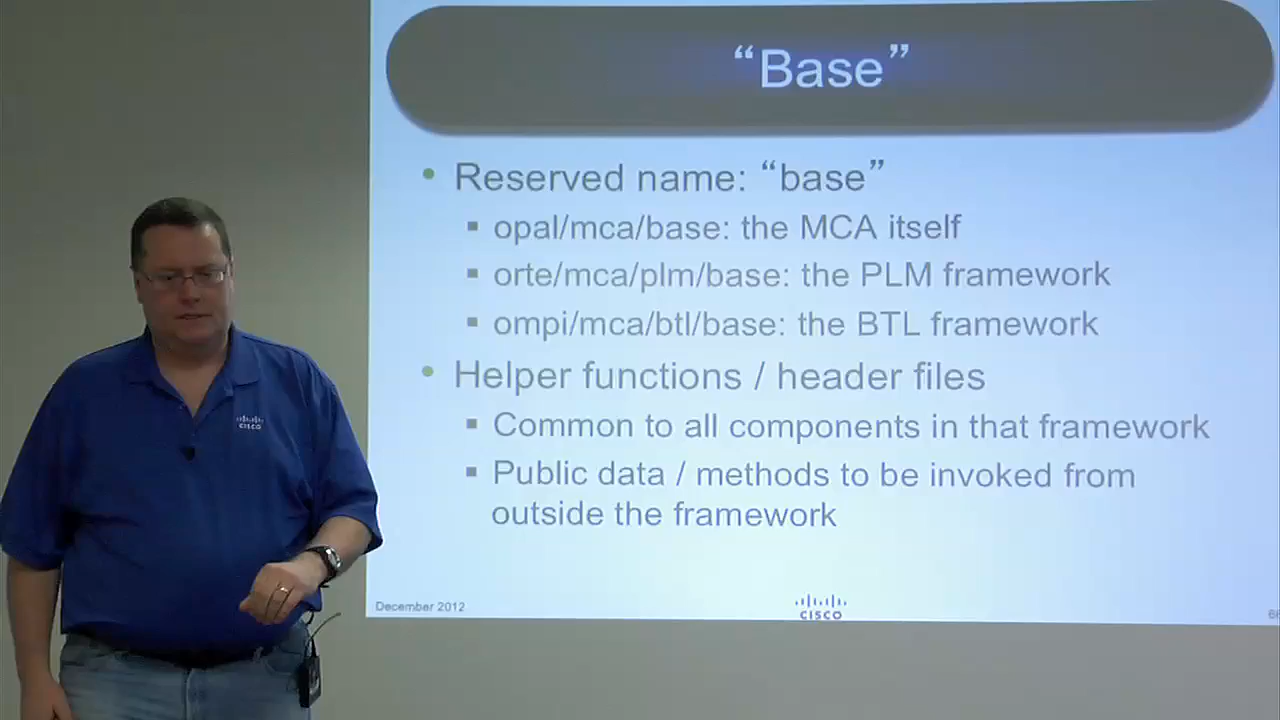 “Base”
• Reserved name: “base”
▪ opal/mca/base: the MCA itself
▪ orte/mca/plm/base: the PLM framework
▪ ompi/mca/btl/base: the BTL framework
• Helper functions / header files
▪ Common to all components in that framework
▪ Public data / methods to be invoked from
outside the framework
December 2012
CISCO
CISCO